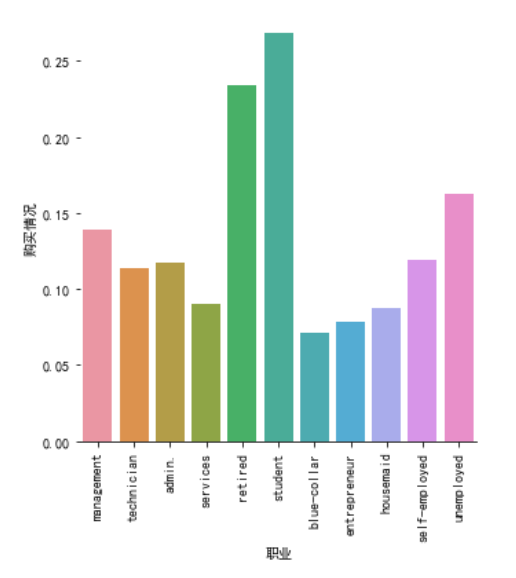 0.25
0.20
0.15
0.10
0.05
0.00
购买情况
management
technician
admin.
services
retired
student
blue-collar
entrepreneur
housemaid
self-employed
unemployed
职业